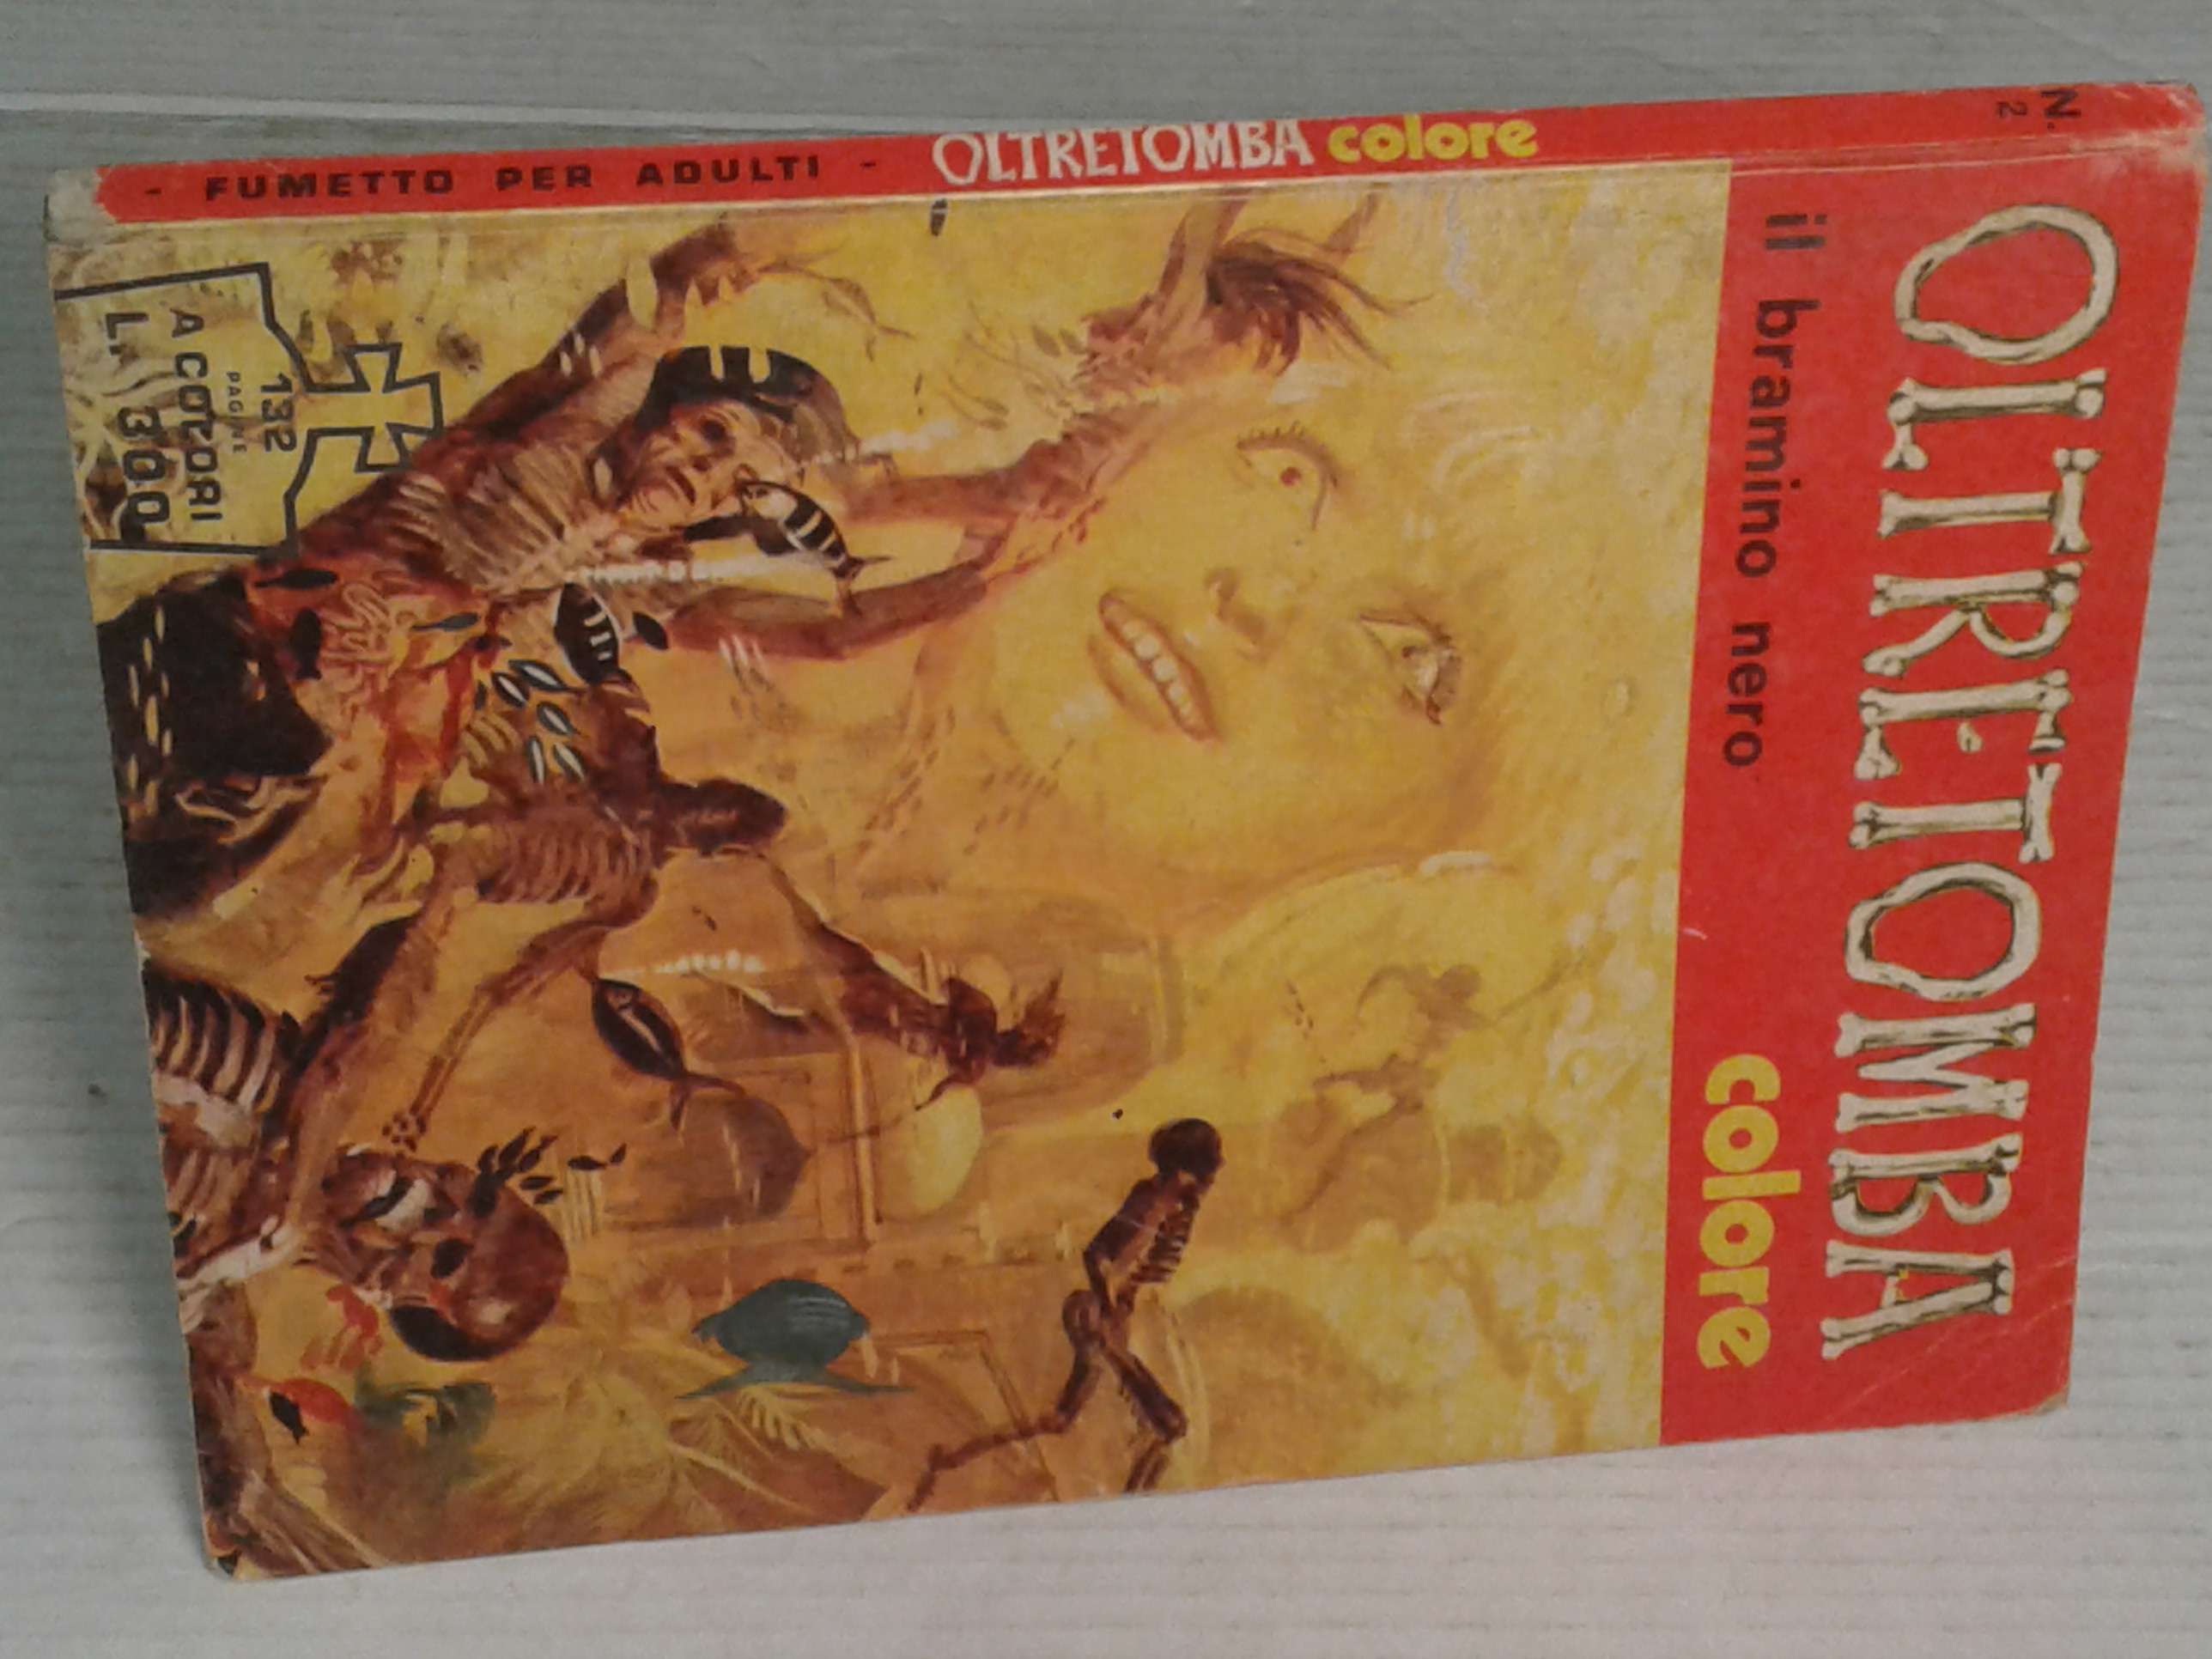 - FUMETTO PER ADULTI - OLTRETOMBA colore N. 2
OLTRETOMBA
il bramino nero colore
132
PAGINE
A COLORI
L. 300